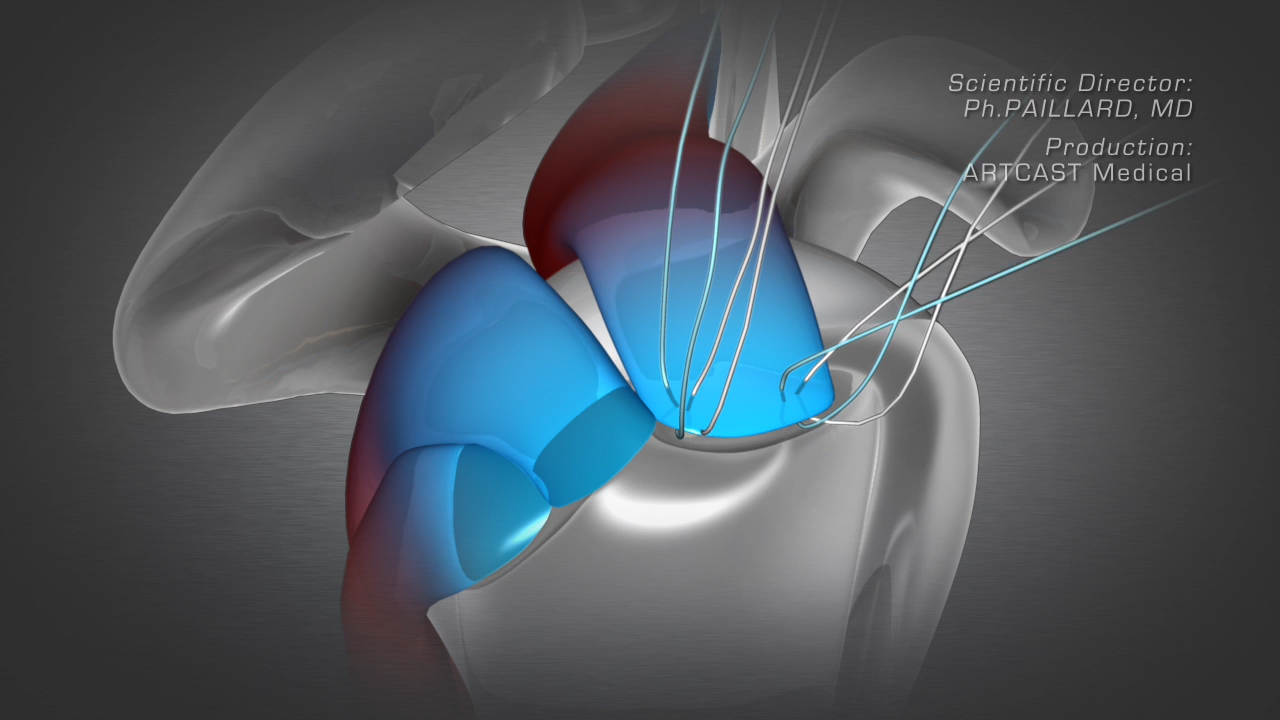 Scientific Director:
Ph.PAILLARD, MD
Production:
ARTCAST Medical